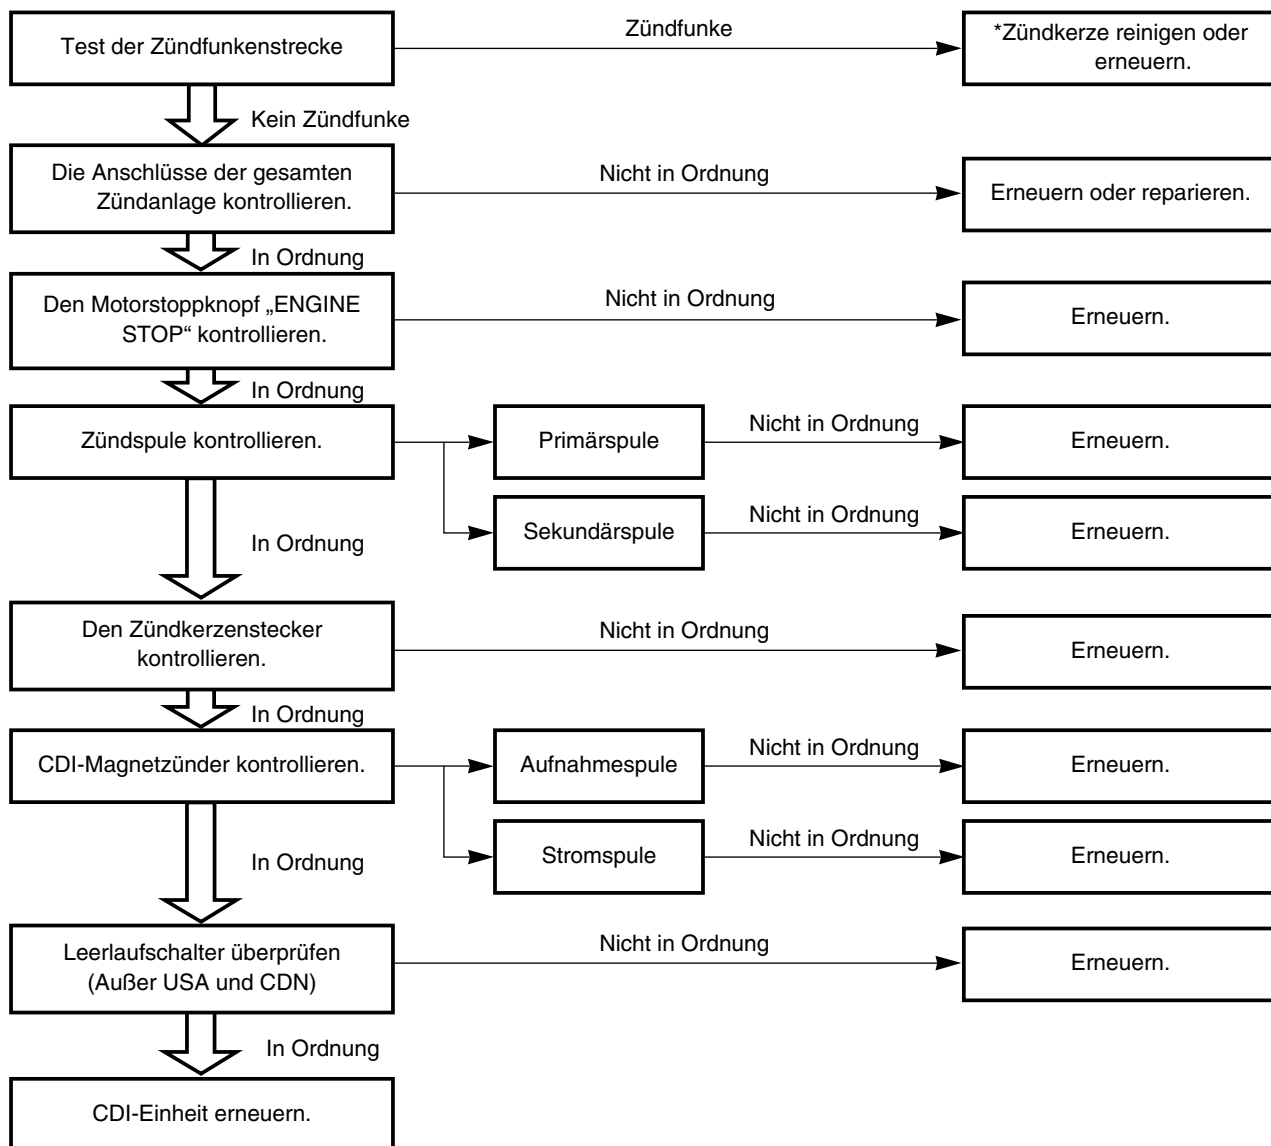 Test der Zündfunkenstrecke
Zündfunke
*Zündkerze reinigen oder
erneuern.
Kein Zündfunke
Die Anschlüsse der gesamten
Zündanlage kontrollieren.
Nicht in Ordnung
Erneuern oder reparieren.
In Ordnung
Den Motorstoppknopf „ENGINE
STOP“ kontrollieren.
Nicht in Ordnung
Erneuern.
In Ordnung
Zündspule kontrollieren.
Primärspule
Nicht in Ordnung
Erneuern.
Sekundärspule
Nicht in Ordnung
Erneuern.
In Ordnung
Den Zündkerzenstecker
kontrollieren.
Nicht in Ordnung
Erneuern.
In Ordnung
CDI-Magnetzünder kontrollieren.
Aufnahmespule
Nicht in Ordnung
Erneuern.
Stromspule
Nicht in Ordnung
Erneuern.
In Ordnung
Leerlaufschalter überprüfen
(Außer USA und CDN)
Nicht in Ordnung
Erneuern.
In Ordnung
CDI-Einheit erneuern.